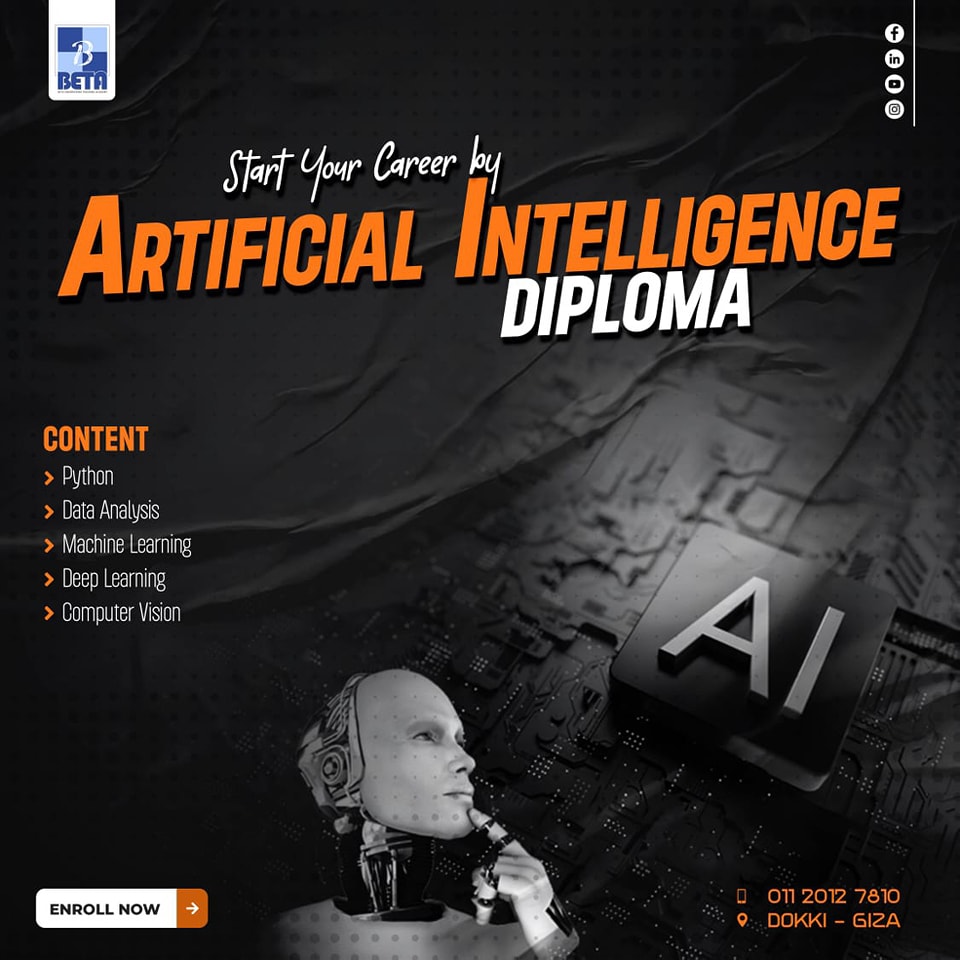 B
BETA
Start Your Career by
ARTIFICIAL INTELLIGENCE
DIPLOMA
CONTENT
Python
Data Analysis
Machine Learning
Deep Learning
Computer Vision
AI
ENROLL NOW
011 2012 7810
DOKKI - GIZA